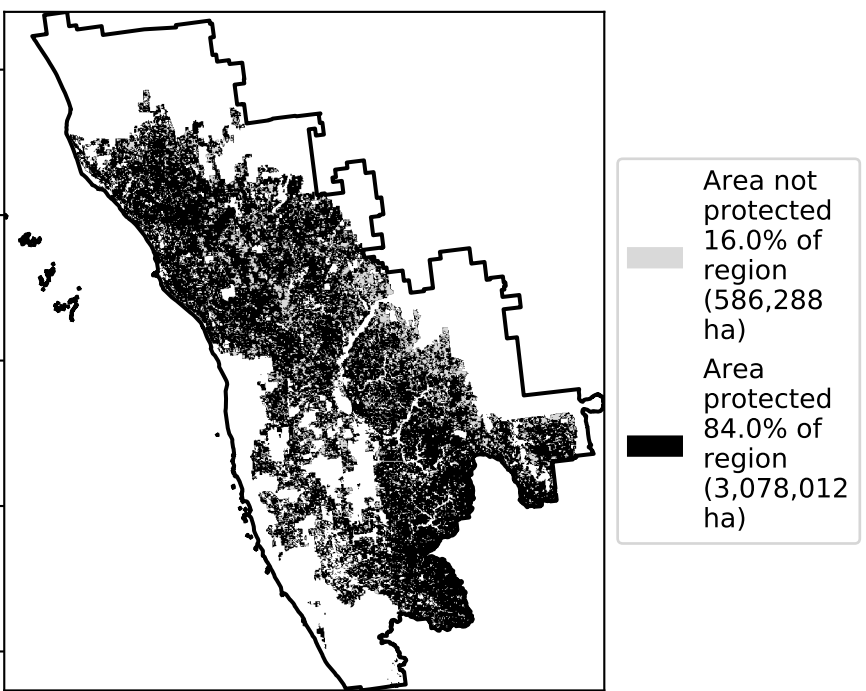 Area not
protected
16.0% of
region
(586,288
ha)
Area
protected
84.0% of
region
(3,078,012
ha)